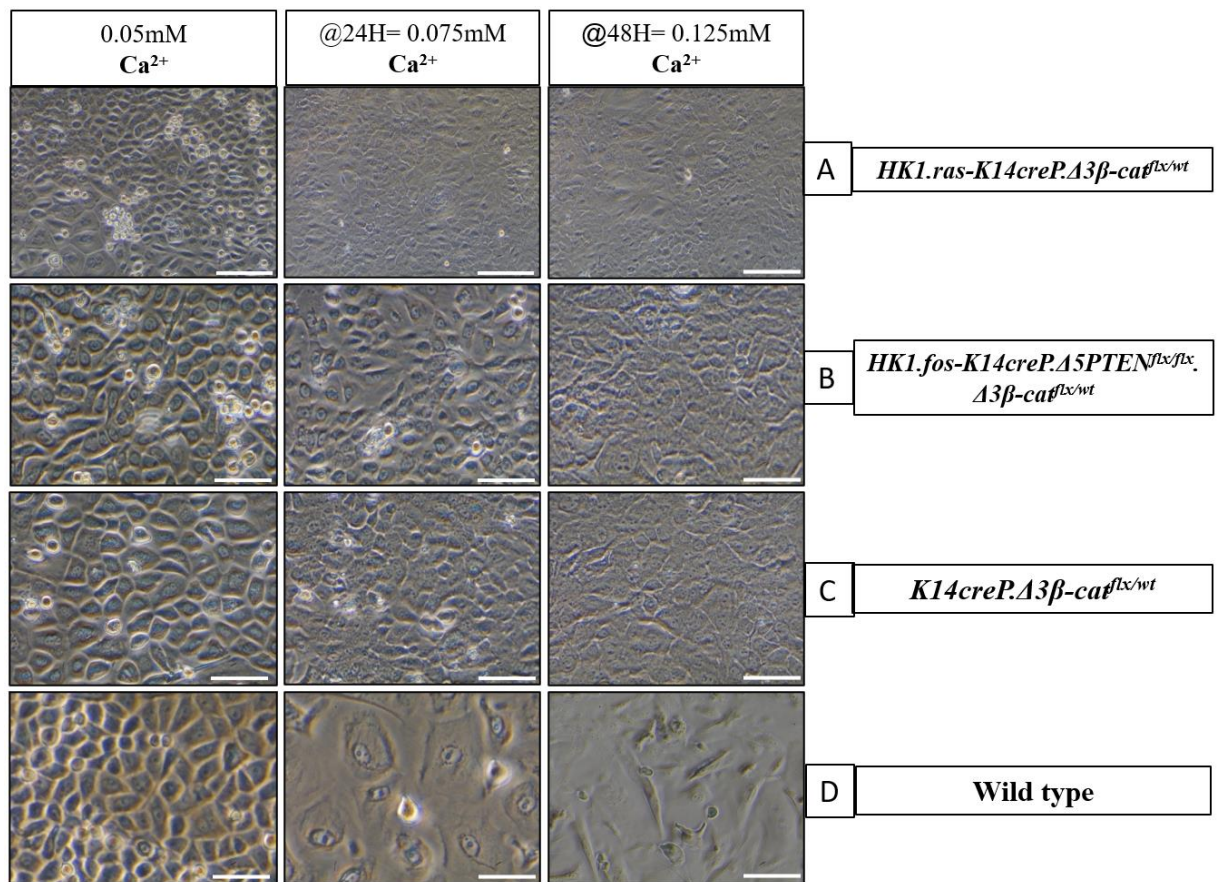 0.05mM
Ca²⁺
@24H= 0.075mM
Ca²⁺
@48H= 0.125mM
Ca²⁺
A
HK1.ras-K14creP.Δ3β-catᶠˡˣ/ʷᵗ
B
HK1.fos-K14creP.Δ5PTENᶠˡˣ/ᶠˡˣ.
Δ3β-catᶠˡˣ/ʷᵗ
C
K14creP.Δ3β-catᶠˡˣ/ʷᵗ
D
Wild type